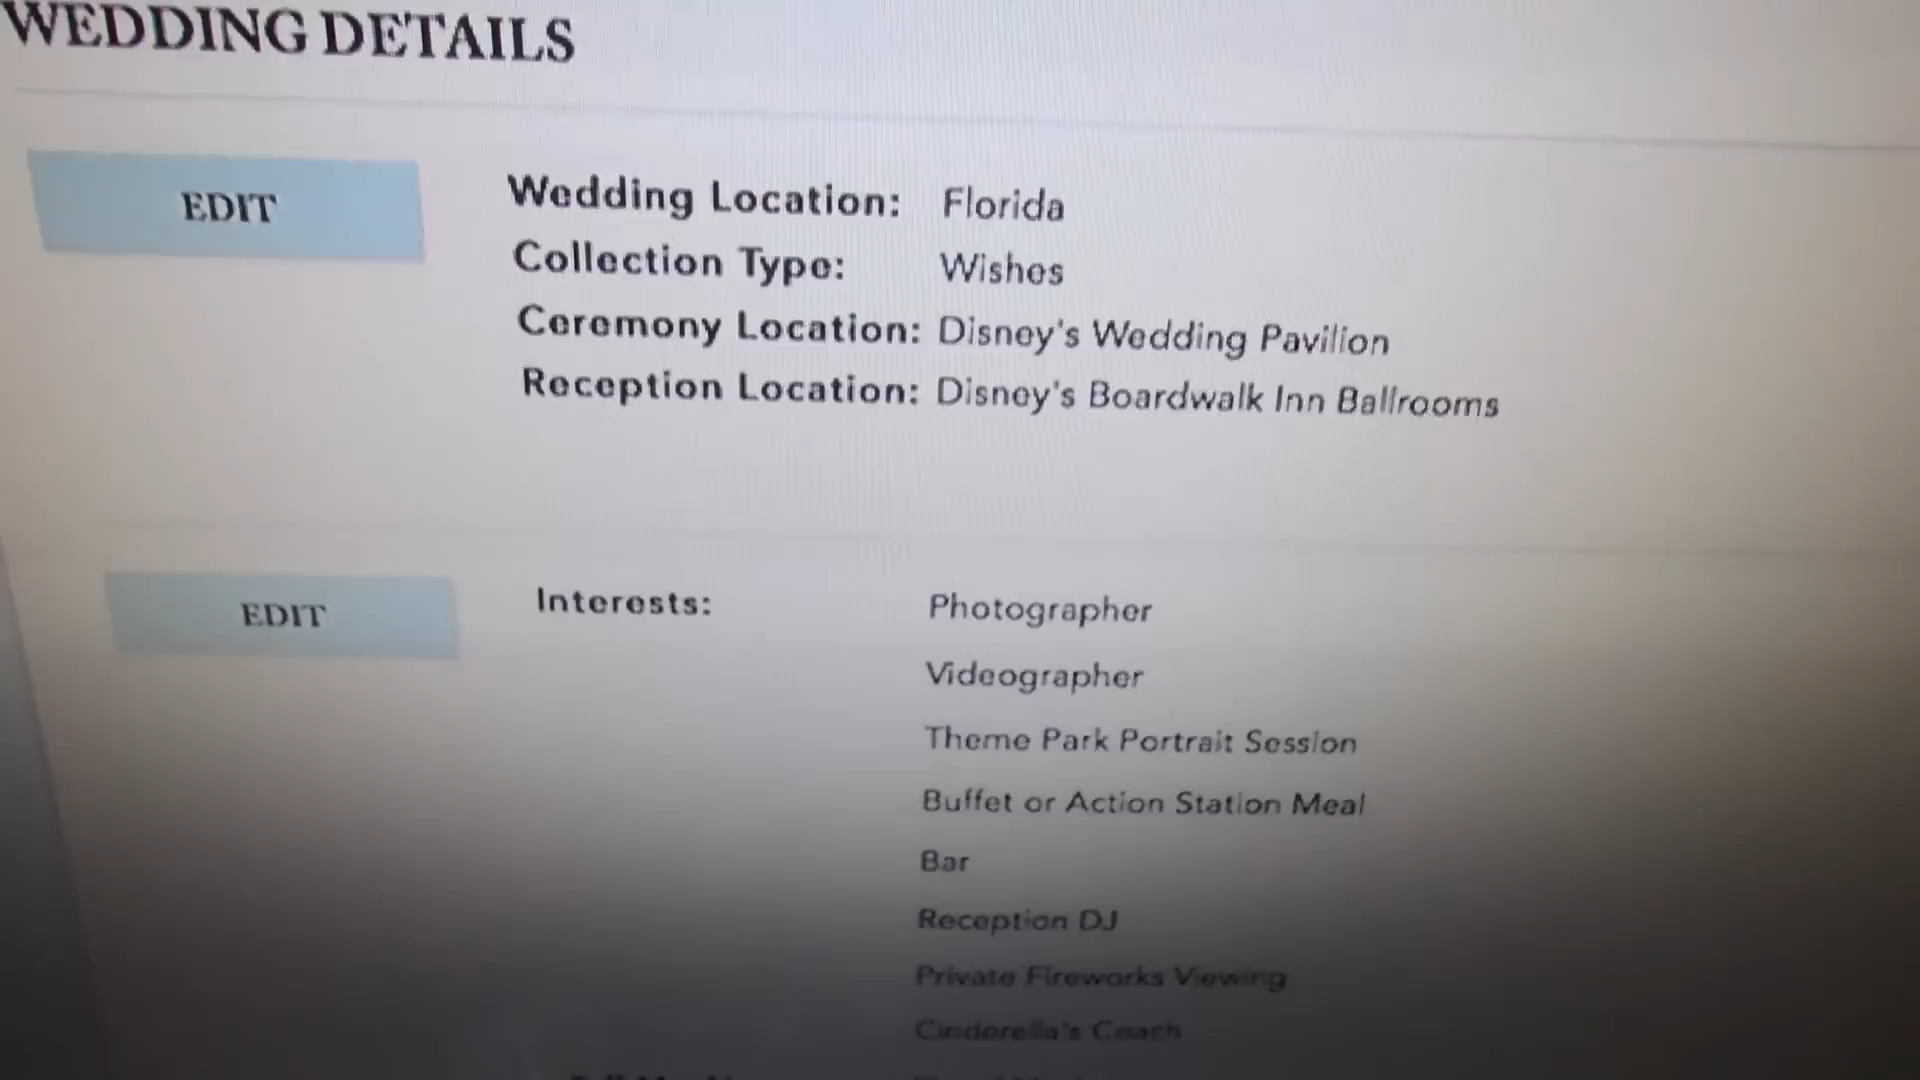 WEDDING DETAILS
EDIT
Wedding Location: Florida
Collection Type: Wishes
Ceremony Location: Disney's Wedding Pavilion
Reception Location: Disney's Boardwalk Inn Ballrooms
EDIT
Interests: Photographer
Videographer
Theme Park Portrait Session
Buffet or Action Station Meal
Bar
Reception DJ
Private Fireworks Viewing
Cinderella's Coach